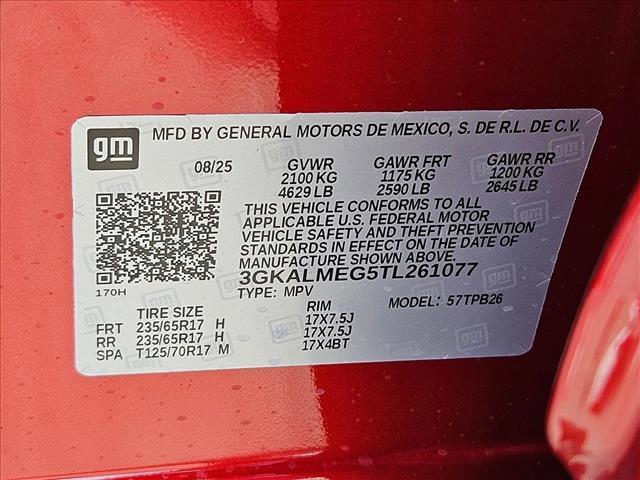 gm MFD BY GENERAL MOTORS DE MEXICO, S. DE R.L. DE C.V.
08/25 GVWR GAWR FRT GAWR RR
2100 KG 1175 KG 1200 KG
4629 LB 2590 LB 2645 LB
THIS VEHICLE CONFORMS TO ALL
APPLICABLE U.S. FEDERAL MOTOR
VEHICLE SAFETY AND THEFT PREVENTION
STANDARDS IN EFFECT ON THE DATE OF
MANUFACTURE SHOWN ABOVE.
3GKALMEG5TL261077
170H TYPE: MPV MODEL: 57TPB26
TIRE SIZE RIM
FRT 235/65R17 H 17X7.5J
RR 235/65R17 H 17X7.5J
SPA T125/70R17 M 17X4BT